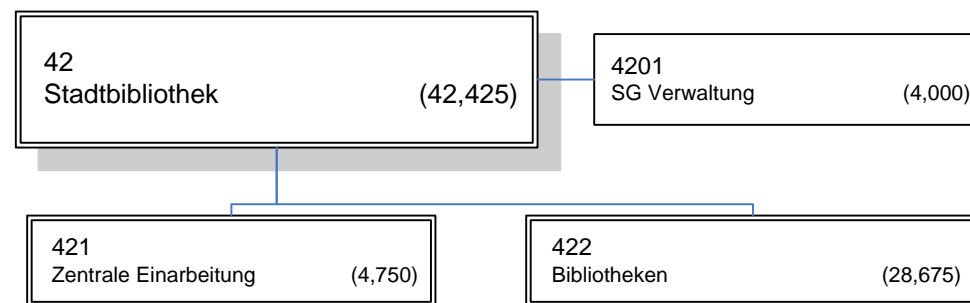 42
Stadtbibliothek (42,425)
4201
SG Verwaltung (4,000)
421
Zentrale Einarbeitung (4,750)
422
Bibliotheken (28,675)